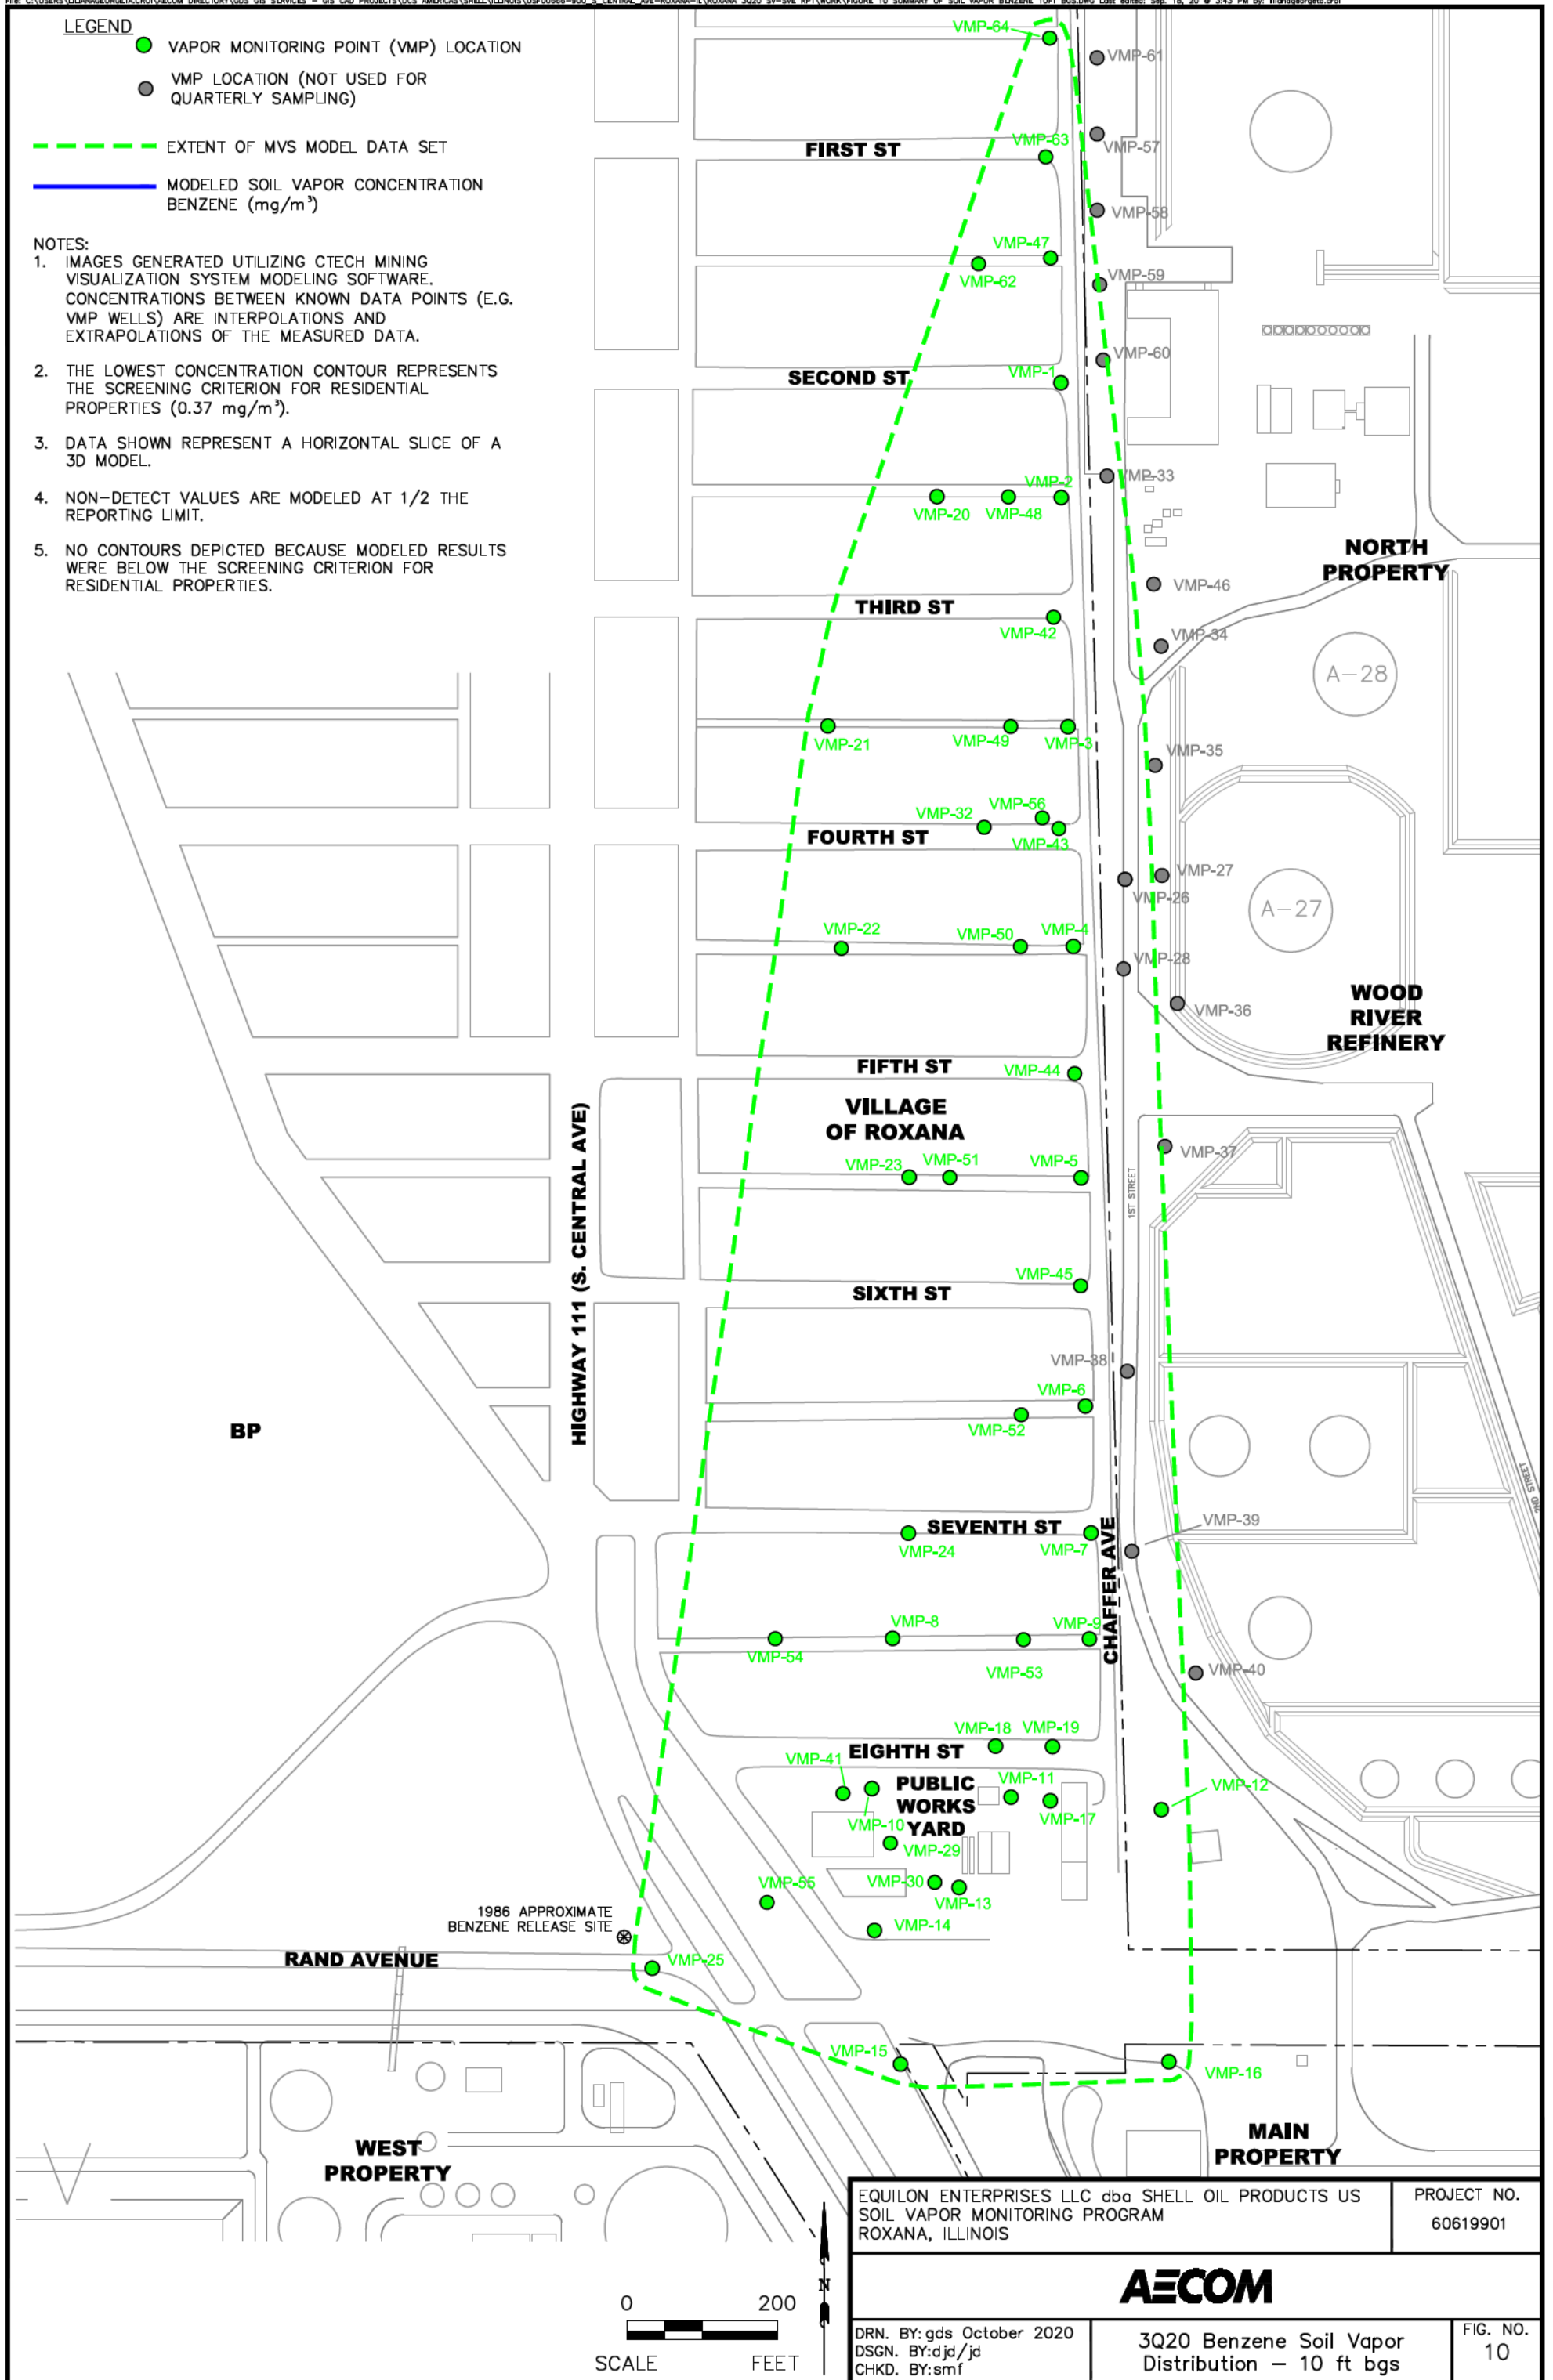 LEGEND
VAPOR MONITORING POINT (VMP) LOCATION
VMP LOCATION (NOT USED FOR
QUARTERLY SAMPLING)
EXTENT OF MVS MODEL DATA SET
MODELED SOIL VAPOR CONCENTRATION
BENZENE (mg/m³)
NOTES:
1. IMAGES GENERATED UTILIZING CTECH MINING
VISUALIZATION SYSTEM MODELING SOFTWARE.
CONCENTRATIONS BETWEEN KNOWN DATA POINTS (E.G.
VMP WELLS) ARE INTERPOLATIONS AND
EXTRAPOLATIONS OF THE MEASURED DATA.
2. THE LOWEST CONCENTRATION CONTOUR REPRESENTS
THE SCREENING CRITERION FOR RESIDENTIAL
PROPERTIES (0.37 mg/m³).
3. DATA SHOWN REPRESENT A HORIZONTAL SLICE OF A
3D MODEL.
4. NON-DETECT VALUES ARE MODELED AT 1/2 THE
REPORTING LIMIT.
5. NO CONTOURS DEPICTED BECAUSE MODELED RESULTS
WERE BELOW THE SCREENING CRITERION FOR
RESIDENTIAL PROPERTIES.
VMP-64
VMP-61
VMP-63
VMP-57
FIRST ST
VMP-58
VMP-47
VMP-62
VMP-59
VMP-60
SECOND ST
VMP-1
VMP-33
VMP-2
VMP-20
VMP-48
NORTH
PROPERTY
VMP-46
THIRD ST
VMP-42
VMP-34
A-28
VMP-21
VMP-49
VMP-3
VMP-35
VMP-56
VMP-32
FOURTH ST
VMP-43
VMP-27
VMP-26
A-27
VMP-22
VMP-50
VMP-4
VMP-28
VMP-36
WOOD
RIVER
REFINERY
FIFTH ST
VMP-44
VILLAGE
OF ROXANA
VMP-37
VMP-23
VMP-51
VMP-5
1ST STREET
HIGHWAY 111 (S. CENTRAL AVE)
VMP-45
SIXTH ST
VMP-38
VMP-6
VMP-52
BP
2ND STREET
SEVENTH ST
VMP-24
VMP-7
VMP-39
CHAFFER AVE
VMP-8
VMP-9
VMP-54
VMP-53
VMP-40
VMP-18
VMP-19
EIGHTH ST
VMP-41
PUBLIC
WORKS
YARD
VMP-11
VMP-12
VMP-10
VMP-17
VMP-29
VMP-55
VMP-30
VMP-13
1986 APPROXIMATE
BENZENE RELEASE SITE
VMP-14
RAND AVENUE
VMP-25
VMP-15
VMP-16
WEST
PROPERTY
MAIN
PROPERTY
EQUILON ENTERPRISES LLC dba SHELL OIL PRODUCTS US
SOIL VAPOR MONITORING PROGRAM
ROXANA, ILLINOIS
PROJECT NO.
60619901
AECOM
N
0 200
SCALE FEET
DRN. BY: gds October 2020
DSGN. BY: djd/jd
CHKD. BY: smf
3Q20 Benzene Soil Vapor
Distribution - 10 ft bgs
FIG. NO.
10